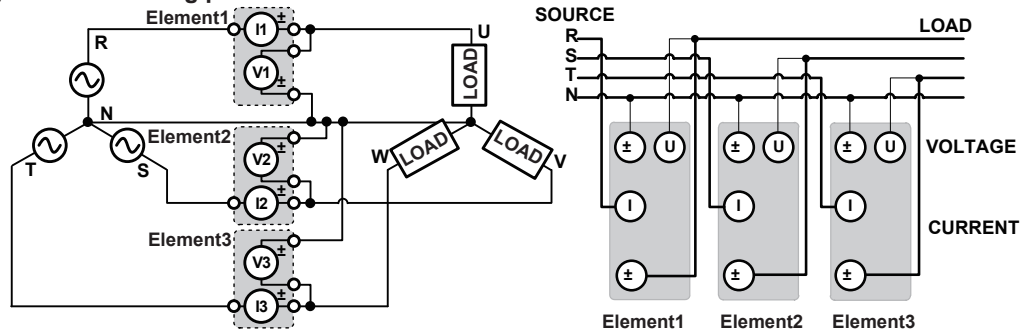 Element1
R
I1
±
U
V1
±
LOAD
N
Element2
±
V2
T
S
W
LOAD
LOAD
V
±
I2
Element3
±
V3
±
I3
SOURCE
R
LOAD
S
T
N
± U ± U ± U
VOLTAGE
I I I
CURRENT
± ± ±
Element1 Element2 Element3